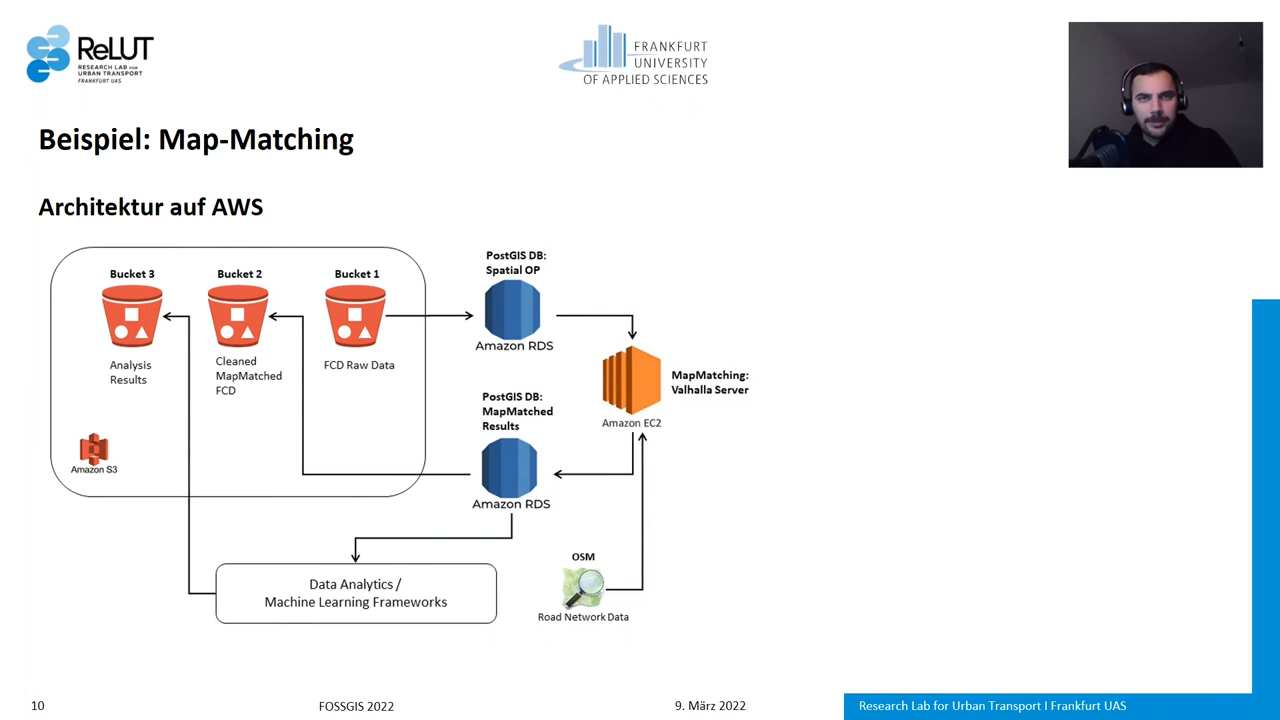 ReLUT
RESEARCH LAB FOR
URBAN TRANSPORT
FRANKFURT UAS
FRANKFURT
UNIVERSITY
OF APPLIED SCIENCES
Beispiel: Map-Matching
Architektur auf AWS
Bucket 3
Bucket 2
Bucket 1
Analysis
Results
Cleaned
MapMatched
FCD
FCD Raw Data
Amazon S3
PostGIS DB:
Spatial OP
Amazon RDS
MapMatching:
Valhalla Server
Amazon EC2
PostGIS DB:
MapMatched
Results
Amazon RDS
OSM
Road Network Data
Data Analytics /
Machine Learning Frameworks
10
FOSSGIS 2022
9. März 2022
Research Lab for Urban Transport I Frankfurt UAS